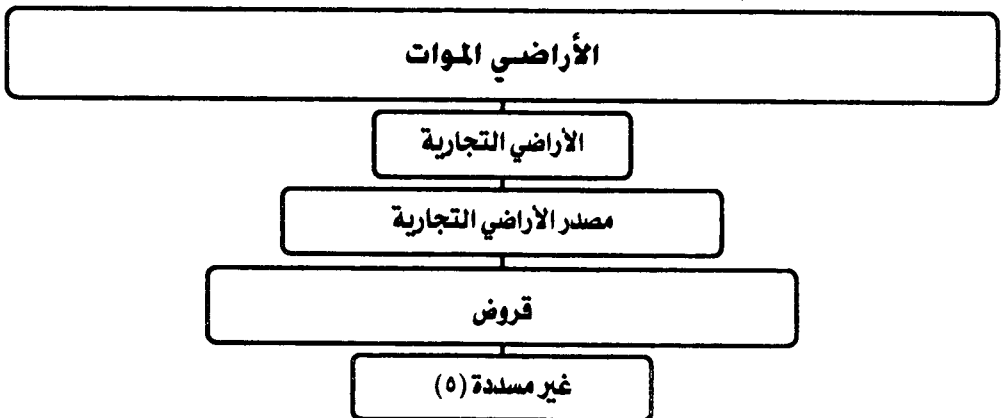 الأراضي الموات
الأراضي التجارية
مصدر الأراضي التجارية
قروض
غير مسددة (٥)